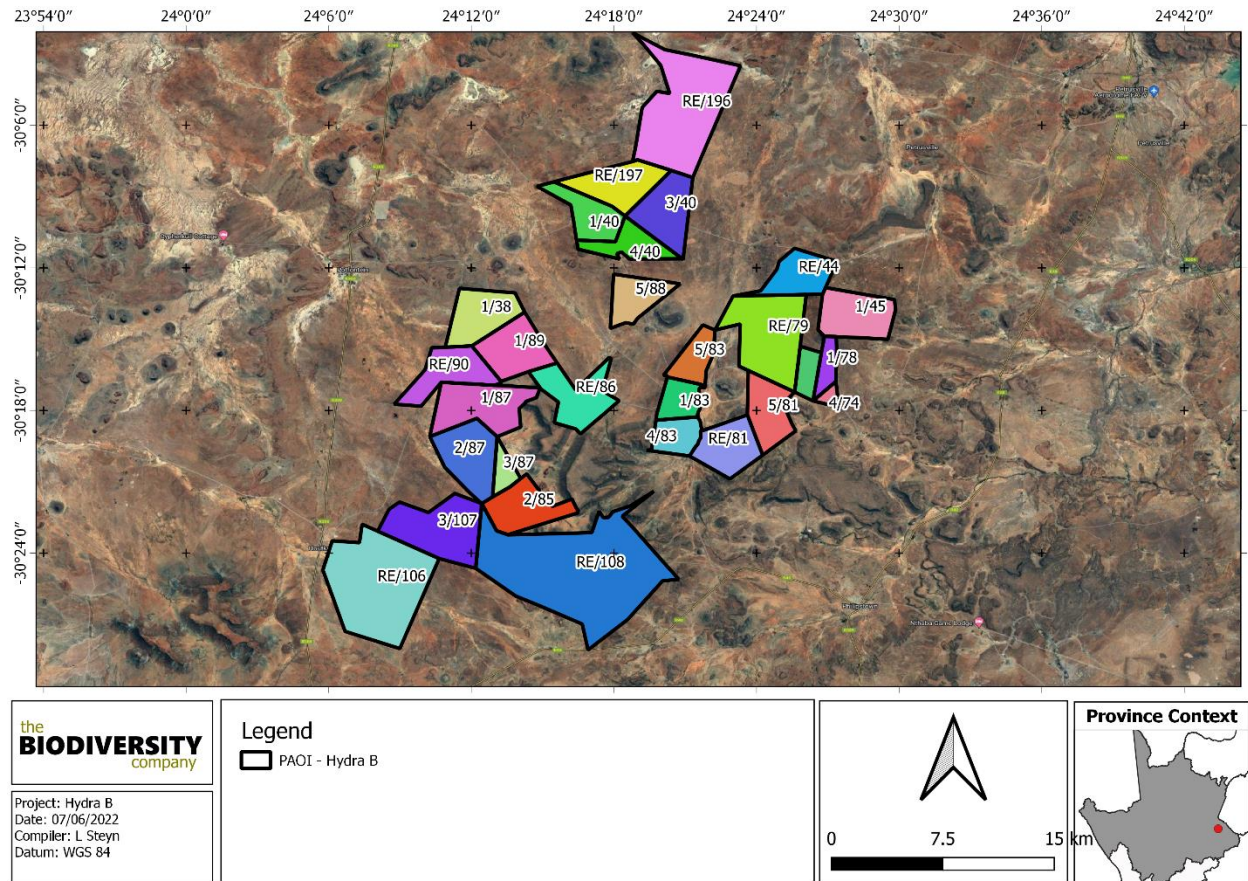 23°54′0″ 24°0′0″ 24°6′0″ 24°12′0″ 24°18′0″ 24°24′0″ 24°30′0″ 24°36′0″ 24°42′0″
-30°6′0″
-30°12′0″
-30°18′0″
-30°24′0″
RE/196
RE/197
3/40
1/40
4/40
5/88
RE/44
1/45
RE/79
1/38
1/89
5/83
1/78
RE/90
RE/86
1/87
1/83
5/81
4/74
4/83
RE/81
2/87
3/87
2/85
3/107
RE/108
RE/106
Petrusville
Petrusville
Philipstown
Nthaba Game Lodge
the
BIODIVERSITY
company
Project: Hydra B
Date: 07/06/2022
Compiler: L Steyn
Datum: WGS 84
Legend
PAOI - Hydra B
0 7.5 15 km
Province Context